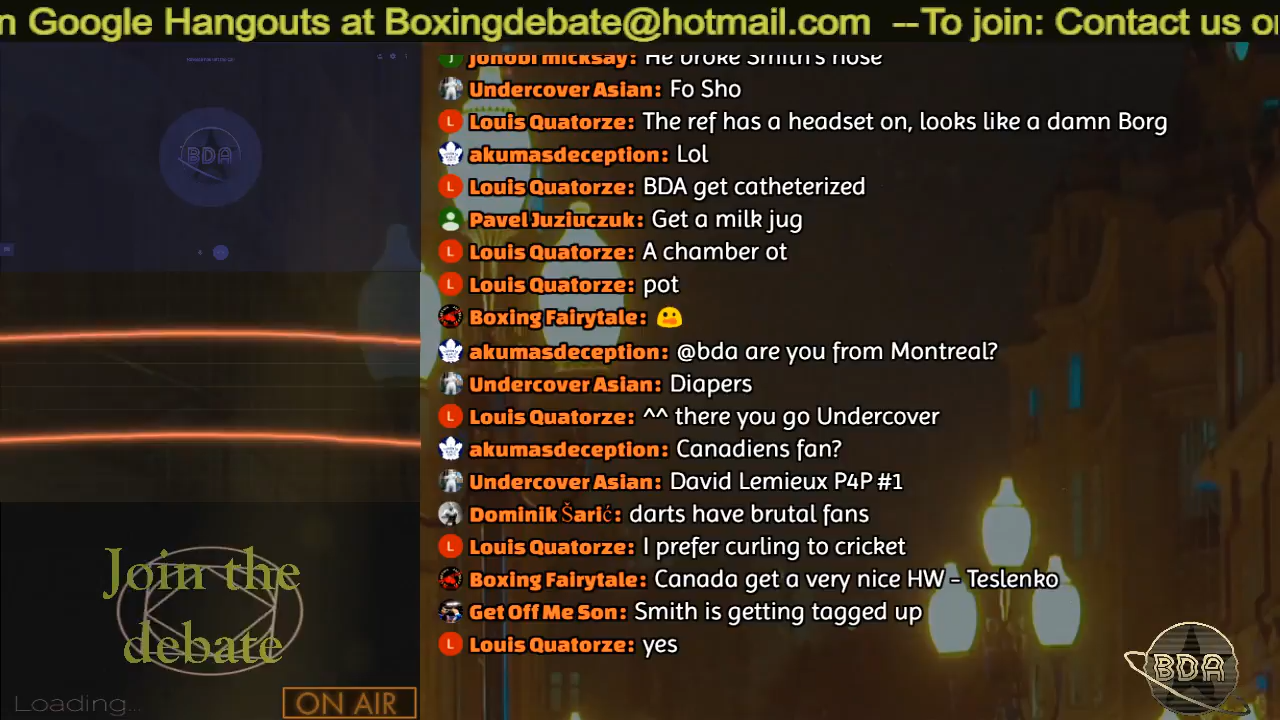 n Google Hangouts at Boxingdebate@hotmail.com --To join: Contact us o
BDA
jonobi micksay: He broke Smith's nose
Undercover Asian: Fo Sho
L Louis Quatorze: The ref has a headset on, looks like a damn Borg
akumasdeception: Lol
L Louis Quatorze: BDA get catheterized
Pavel Juziuczuk: Get a milk jug
L Louis Quatorze: A chamber ot
L Louis Quatorze: pot
Boxing Fairytale:
akumasdeception: @bda are you from Montreal?
Undercover Asian: Diapers
L Louis Quatorze: ^^ there you go Undercover
akumasdeception: Canadiens fan?
Undercover Asian: David Lemieux P4P #1
Dominik Šarić: darts have brutal fans
L Louis Quatorze: I prefer curling to cricket
Boxing Fairytale: Canada get a very nice HW - Teslenko
Get Off Me Son: Smith is getting tagged up
L Louis Quatorze: yes
Join the
debate
Loading...
ON AIR
BDA